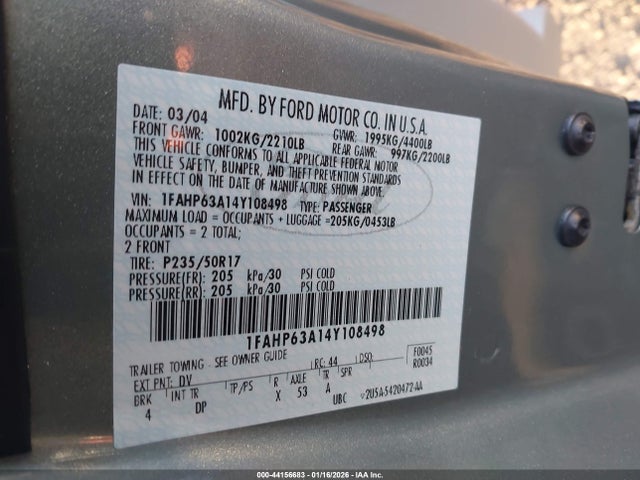 MFD. BY FORD MOTOR CO. IN U.S.A.
DATE: 03/04
FRONT GAWR: 1002KG/2210LB
GVWR: 1995KG/4400LB
REAR GAWR: 997KG/2200LB
THIS VEHICLE CONFORMS TO ALL APPLICABLE FEDERAL MOTOR
VEHICLE SAFETY, BUMPER, AND THEFT PREVENTION STANDARDS
IN EFFECT ON THE DATE OF MANUFACTURE SHOWN ABOVE.
VIN: 1FAHP63A14Y108498 TYPE: PASSENGER
MAXIMUM LOAD = OCCUPANTS + LUGGAGE =205KG/0453LB
OCCUPANTS = 2 TOTAL;
2 FRONT
TIRE: P235/50R17
PRESSURE(FR): 205 kPa/30 PSI COLD
PRESSURE(RR): 205 kPa/30 PSI COLD
1FAHP63A14Y108498
TRAILER TOWING - SEE OWNER GUIDE
F0045
R0034
EXT PNT: DV RC: 44 DSO:
BRK INT TR TP/PS R AXLE TR SPR
4 DP X 53 A
UBC
000-44156683 - 01/16/2026 - IAA Inc.